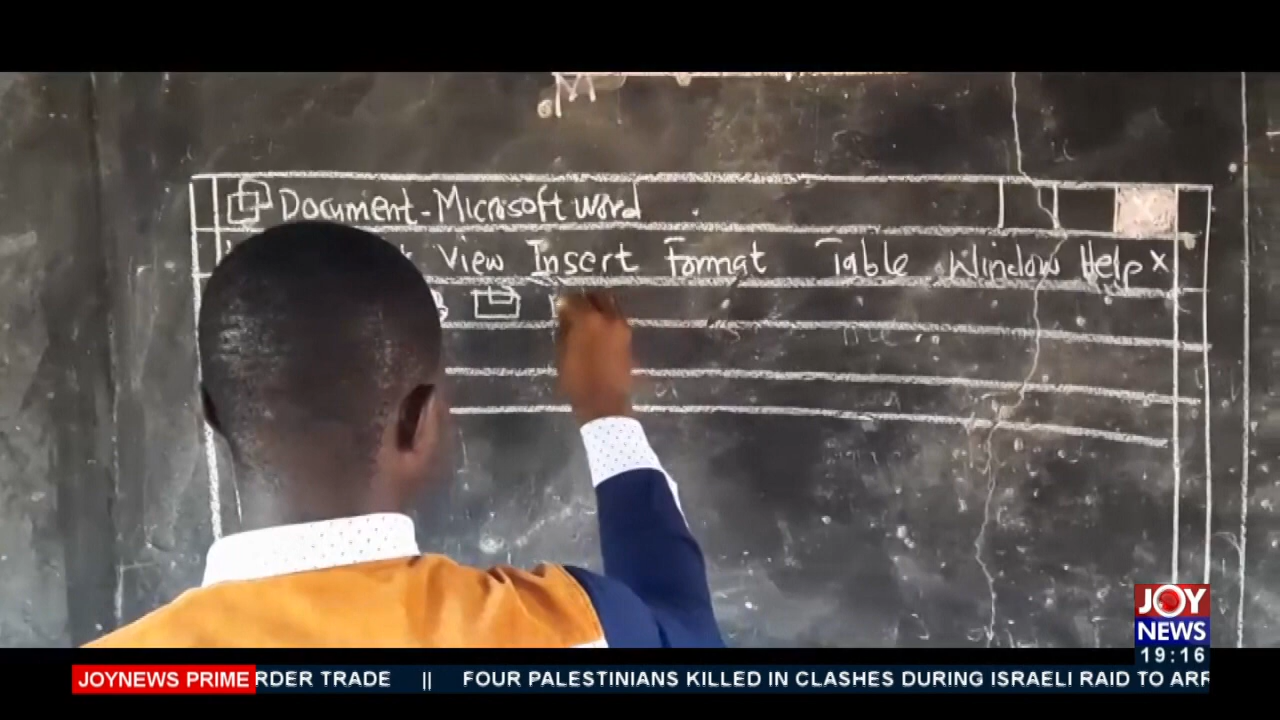 Document - Microsoft word
View Insert Format Table Window Help x
JOY
NEWS
19:16
JOYNEWS PRIME RDER TRADE || FOUR PALESTINIANS KILLED IN CLASHES DURING ISRAELI RAID TO ARR